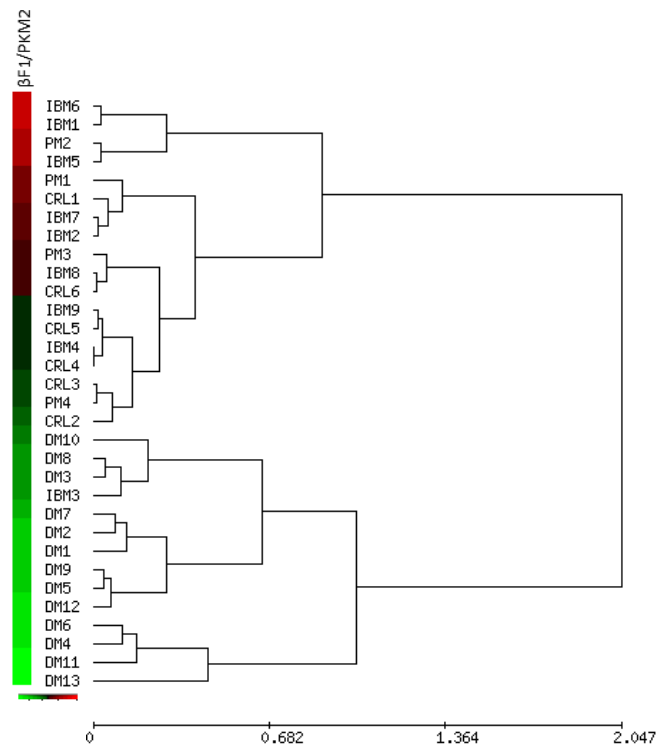 βF1/PKM2
IBM6
IBM1
PM2
IBM5
PM1
CRL1
IBM7
IBM2
PM3
IBM8
CRL6
IBM9
CRL5
IBM4
CRL4
CRL3
PM4
CRL2
DM10
DM8
DM3
IBM3
DM7
DM2
DM1
DM9
DM5
DM12
DM6
DM4
DM11
DM13
0 0.682 1.364 2.047